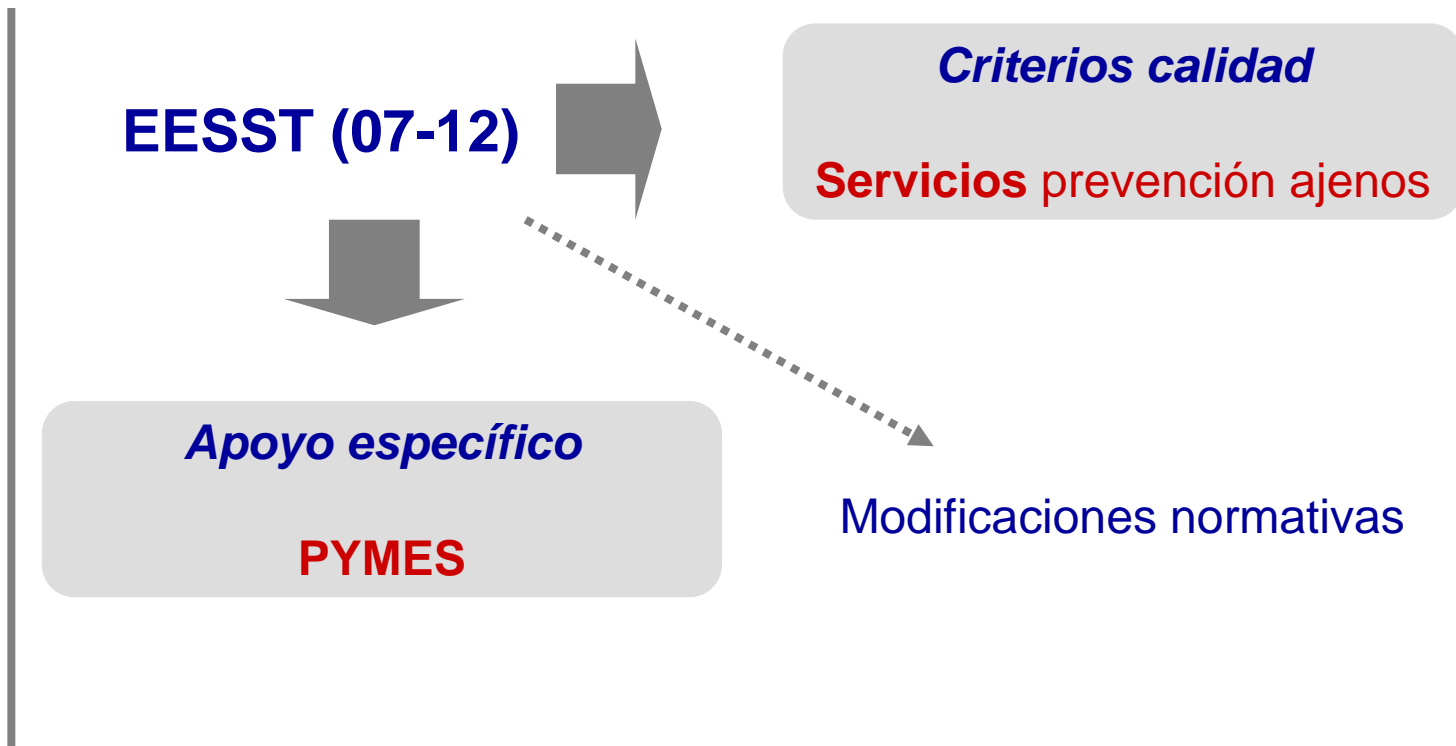 EESST (07-12)
Criterios calidad
Servicios prevención ajenos
Apoyo específico
PYMES
Modificaciones normativas